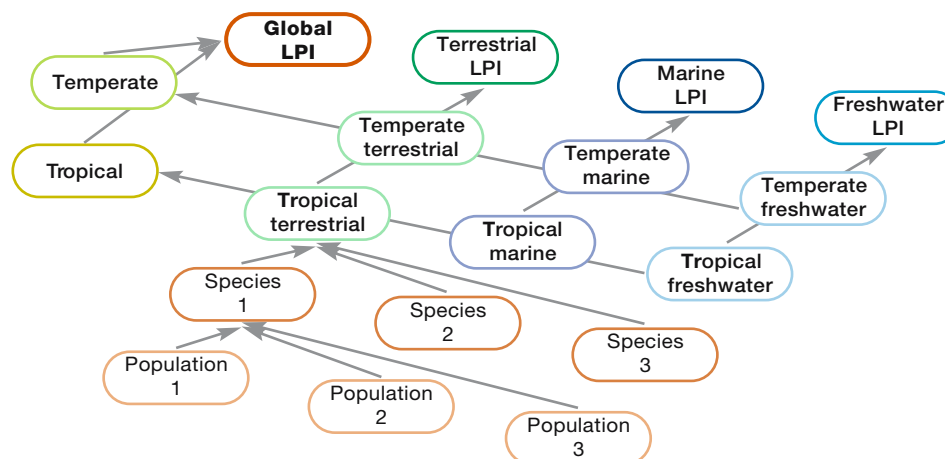 Global
LPI
Terrestrial
LPI
Temperate
Marine
LPI
Freshwater
LPI
Temperate
terrestrial
Tropical
Temperate
marine
Temperate
freshwater
Tropical
terrestrial
Tropical
marine
Tropical
freshwater
Species
1
Species
2
Species
3
Population
1
Population
2
Population
3